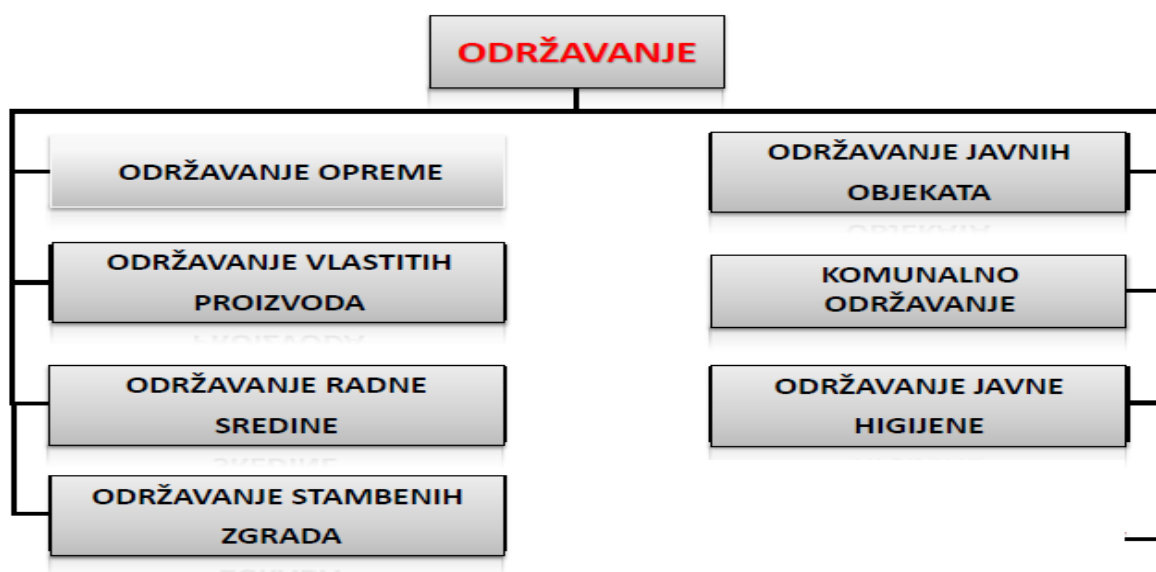 ODRŽAVANJE
ODRŽAVANJE OPREME
ODRŽAVANJE VLASTITIH
PROIZVODA
ODRŽAVANJE RADNE
SREDINE
ODRŽAVANJE STAMBENIH
ZGRADA
ODRŽAVANJE JAVNIH
OBJEKATA
KOMUNALNO
ODRŽAVANJE
ODRŽAVANJE JAVNE
HIGIJENE